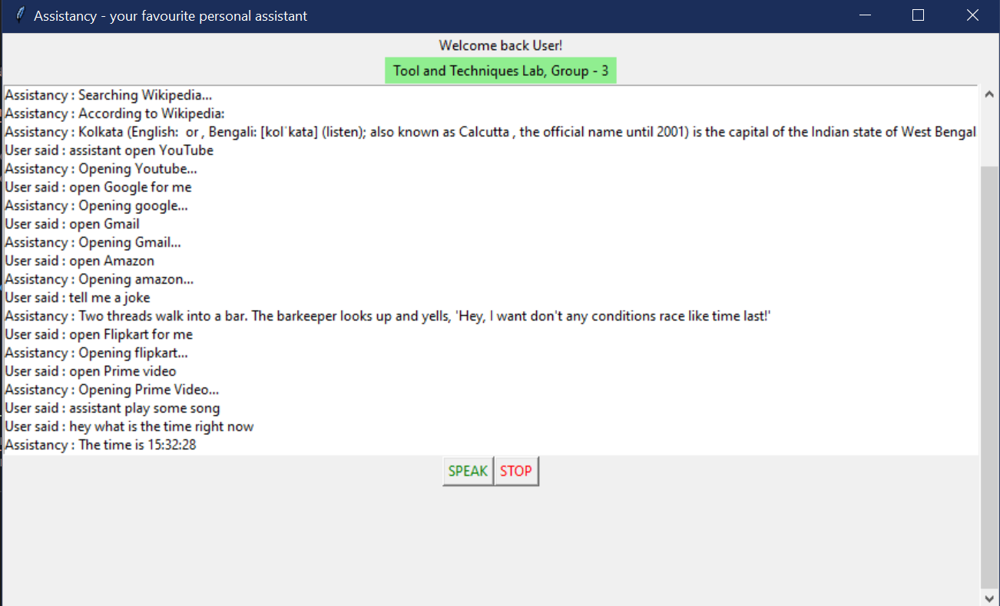 Assistancy - your favourite personal assistant
Welcome back User!
Tool and Techniques Lab, Group - 3
Assistancy : Searching Wikipedia...
Assistancy : According to Wikipedia:
Assistancy : Kolkata (English:  or , Bengali: [kolˈkata] (listen); also known as Calcutta , the official name until 2001) is the capital of the Indian state of West Bengal
User said : assistant open YouTube
Assistancy : Opening Youtube...
User said : open Google for me
Assistancy : Opening google...
User said : open Gmail
Assistancy : Opening Gmail...
User said : open Amazon
Assistancy : Opening amazon...
User said : tell me a joke
Assistancy : Two threads walk into a bar. The barkeeper looks up and yells, 'Hey, I want don't any conditions race like time last!'
User said : open Flipkart for me
Assistancy : Opening flipkart...
User said : open Prime video
Assistancy : Opening Prime Video...
User said : assistant play some song
User said : hey what is the time right now
Assistancy : The time is 15:32:28
SPEAK STOP